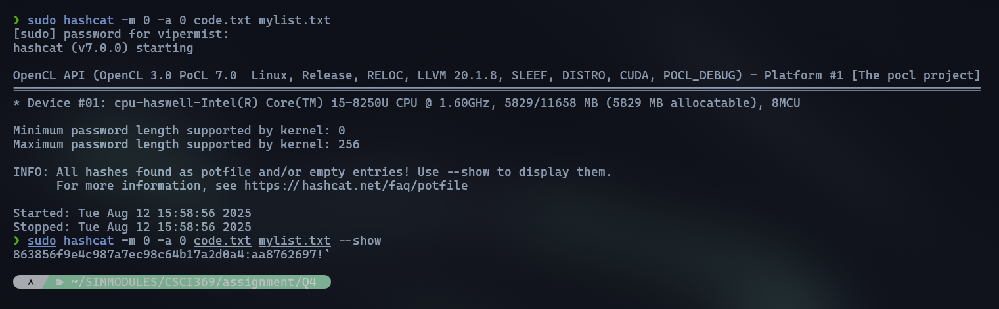 ❯ sudo hashcat -m 0 -a 0 code.txt mylist.txt
[sudo] password for vipermist:
hashcat (v7.0.0) starting
OpenCL API (OpenCL 3.0 PoCL 7.0  Linux, Release, RELOC, LLVM 20.1.8, SLEEF, DISTRO, CUDA, POCL_DEBUG) - Platform #1 [The pocl project]
======================================================================================================================================
* Device #01: cpu-haswell-Intel(R) Core(TM) i5-8250U CPU @ 1.60GHz, 5829/11658 MB (5829 MB allocatable), 8MCU
Minimum password length supported by kernel: 0
Maximum password length supported by kernel: 256
INFO: All hashes found as potfile and/or empty entries! Use --show to display them.
      For more information, see https://hashcat.net/faq/potfile
Started: Tue Aug 12 15:58:56 2025
Stopped: Tue Aug 12 15:58:56 2025
❯ sudo hashcat -m 0 -a 0 code.txt mylist.txt --show
863856f9e4c987a7ec98c64b17a2d0a4:aa8762697!`
~/SIMMODULES/CSCI369/assignment/Q4